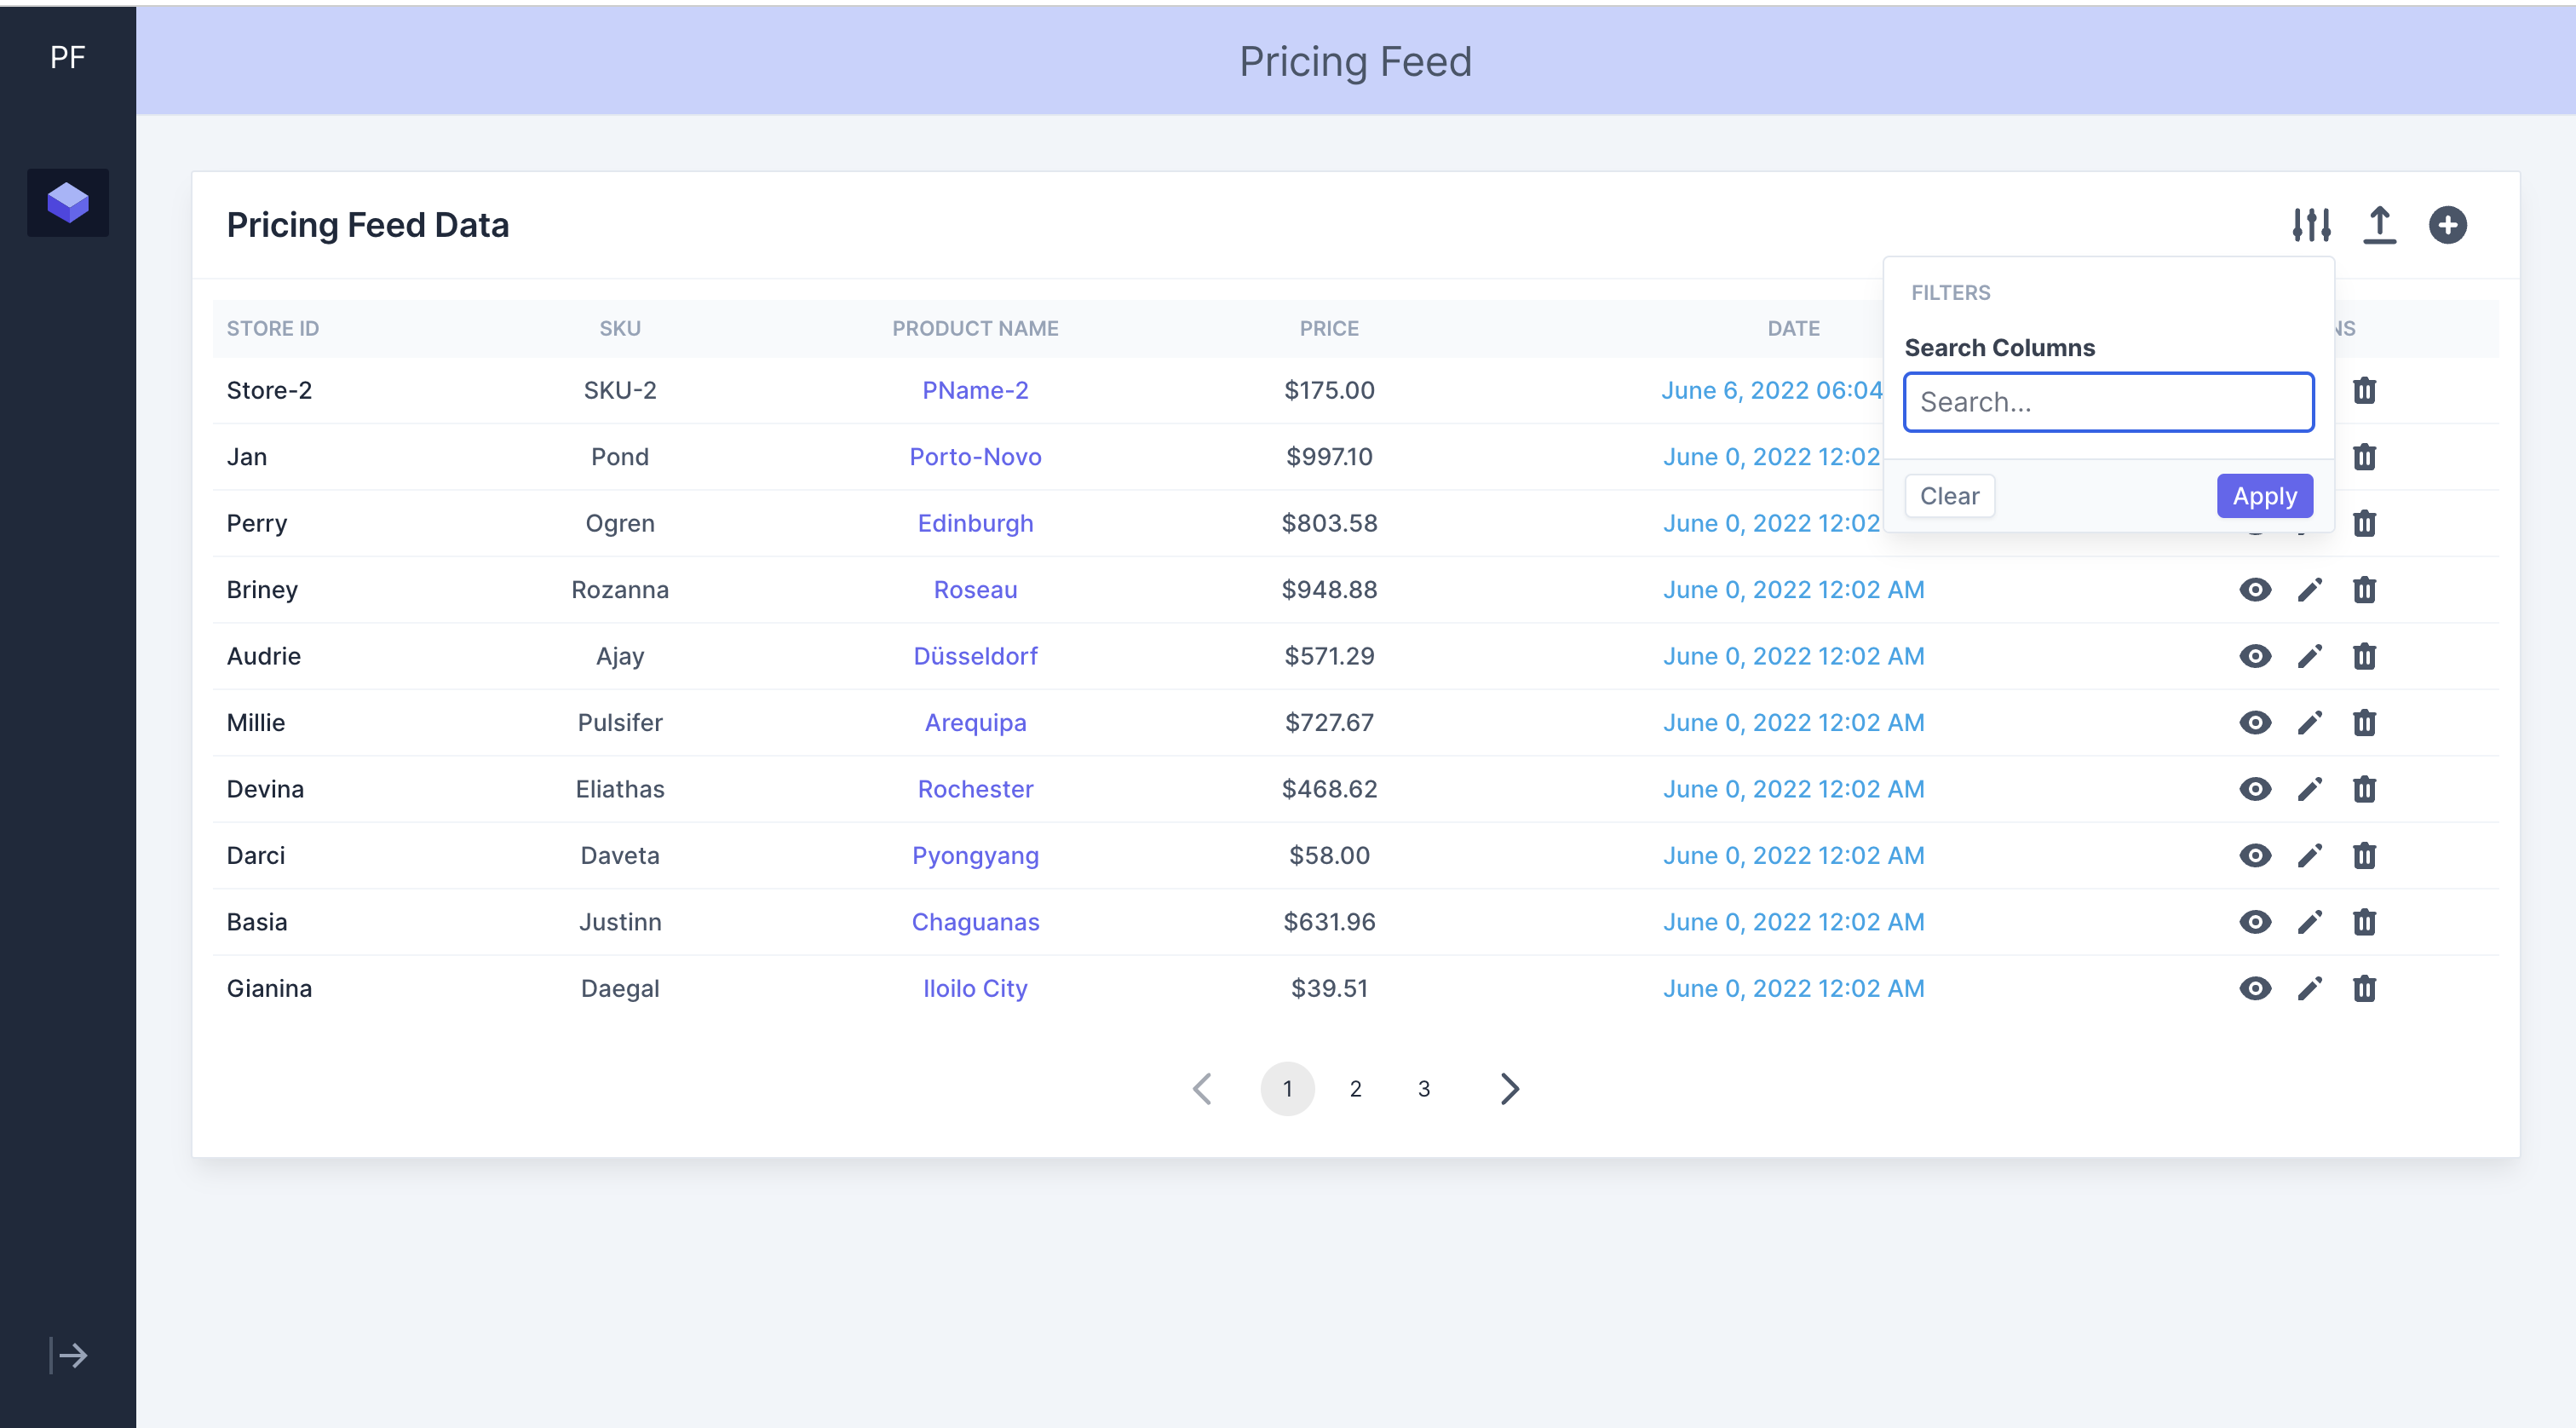 PF
Pricing Feed
Pricing Feed Data
FILTERS
Search Columns
Search...
Clear Apply
STORE ID SKU PRODUCT NAME PRICE DATE NS
Store-2 SKU-2 PName-2 $175.00 June 6, 2022 06:04
Jan Pond Porto-Novo $997.10 June 0, 2022 12:02
Perry Ogren Edinburgh $803.58 June 0, 2022 12:02
Briney Rozanna Roseau $948.88 June 0, 2022 12:02 AM
Audrie Ajay Düsseldorf $571.29 June 0, 2022 12:02 AM
Millie Pulsifer Arequipa $727.67 June 0, 2022 12:02 AM
Devina Eliathas Rochester $468.62 June 0, 2022 12:02 AM
Darci Daveta Pyongyang $58.00 June 0, 2022 12:02 AM
Basia Justinn Chaguanas $631.96 June 0, 2022 12:02 AM
Gianina Daegal Iloilo City $39.51 June 0, 2022 12:02 AM
1 2 3